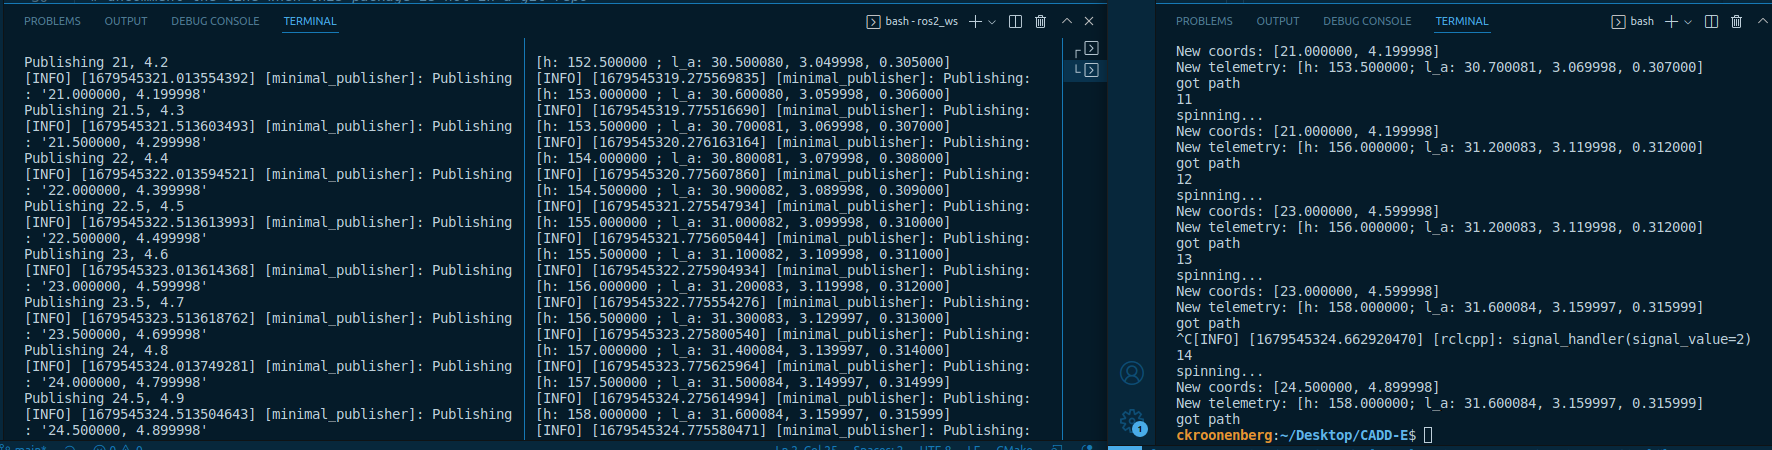 PROBLEMS OUTPUT DEBUG CONSOLE TERMINAL bash - ros2_ws
Publishing 21, 4.2
[INFO] [1679545321.013554392] [minimal_publisher]: Publishing
: '21.000000, 4.199998'
Publishing 21.5, 4.3
[INFO] [1679545321.513603493] [minimal_publisher]: Publishing
: '21.500000, 4.299998'
Publishing 22, 4.4
[INFO] [1679545322.013594521] [minimal_publisher]: Publishing
: '22.000000, 4.399998'
Publishing 22.5, 4.5
[INFO] [1679545322.513613993] [minimal_publisher]: Publishing
: '22.500000, 4.499998'
Publishing 23, 4.6
[INFO] [1679545323.013614368] [minimal_publisher]: Publishing
: '23.000000, 4.599998'
Publishing 23.5, 4.7
[INFO] [1679545323.513618762] [minimal_publisher]: Publishing
: '23.500000, 4.699998'
Publishing 24, 4.8
[INFO] [1679545324.013749281] [minimal_publisher]: Publishing
: '24.000000, 4.799998'
Publishing 24.5, 4.9
[INFO] [1679545324.513504643] [minimal_publisher]: Publishing
: '24.500000, 4.899998'
[h: 152.500000 ; l_a: 30.500080, 3.049998, 0.305000]
[INFO] [1679545319.275569835] [minimal_publisher]: Publishing:
[h: 153.000000 ; l_a: 30.600080, 3.059998, 0.306000]
[INFO] [1679545319.775516690] [minimal_publisher]: Publishing:
[h: 153.500000 ; l_a: 30.700081, 3.069998, 0.307000]
[INFO] [1679545320.276163164] [minimal_publisher]: Publishing:
[h: 154.000000 ; l_a: 30.800081, 3.079998, 0.308000]
[INFO] [1679545320.775607860] [minimal_publisher]: Publishing:
[h: 154.500000 ; l_a: 30.900082, 3.089998, 0.309000]
[INFO] [1679545321.275547934] [minimal_publisher]: Publishing:
[h: 155.000000 ; l_a: 31.000082, 3.099998, 0.310000]
[INFO] [1679545321.775605044] [minimal_publisher]: Publishing:
[h: 155.500000 ; l_a: 31.100082, 3.109998, 0.311000]
[INFO] [1679545322.275904934] [minimal_publisher]: Publishing:
[h: 156.000000 ; l_a: 31.200083, 3.119998, 0.312000]
[INFO] [1679545322.775554276] [minimal_publisher]: Publishing:
[h: 156.500000 ; l_a: 31.300083, 3.129997, 0.313000]
[INFO] [1679545323.275800540] [minimal_publisher]: Publishing:
[h: 157.000000 ; l_a: 31.400084, 3.139997, 0.314000]
[INFO] [1679545323.775625964] [minimal_publisher]: Publishing:
[h: 157.500000 ; l_a: 31.500084, 3.149997, 0.314999]
[INFO] [1679545324.275614994] [minimal_publisher]: Publishing:
[h: 158.000000 ; l_a: 31.600084, 3.159997, 0.315999]
[INFO] [1679545324.775580471] [minimal_publisher]: Publishing:
PROBLEMS OUTPUT DEBUG CONSOLE TERMINAL bash
New coords: [21.000000, 4.199998]
New telemetry: [h: 153.500000; l_a: 30.700081, 3.069998, 0.307000]
got path
11
spinning...
New coords: [21.000000, 4.199998]
New telemetry: [h: 156.000000; l_a: 31.200083, 3.119998, 0.312000]
got path
12
spinning...
New coords: [23.000000, 4.599998]
New telemetry: [h: 156.000000; l_a: 31.200083, 3.119998, 0.312000]
got path
13
spinning...
New coords: [23.000000, 4.599998]
New telemetry: [h: 158.000000; l_a: 31.600084, 3.159997, 0.315999]
got path
^C[INFO] [1679545324.662920470] [rclcpp]: signal_handler(signal_value=2)
14
spinning...
New coords: [24.500000, 4.899998]
New telemetry: [h: 158.000000; l_a: 31.600084, 3.159997, 0.315999]
got path
ckroonenberg:~/Desktop/CADD-E$
1